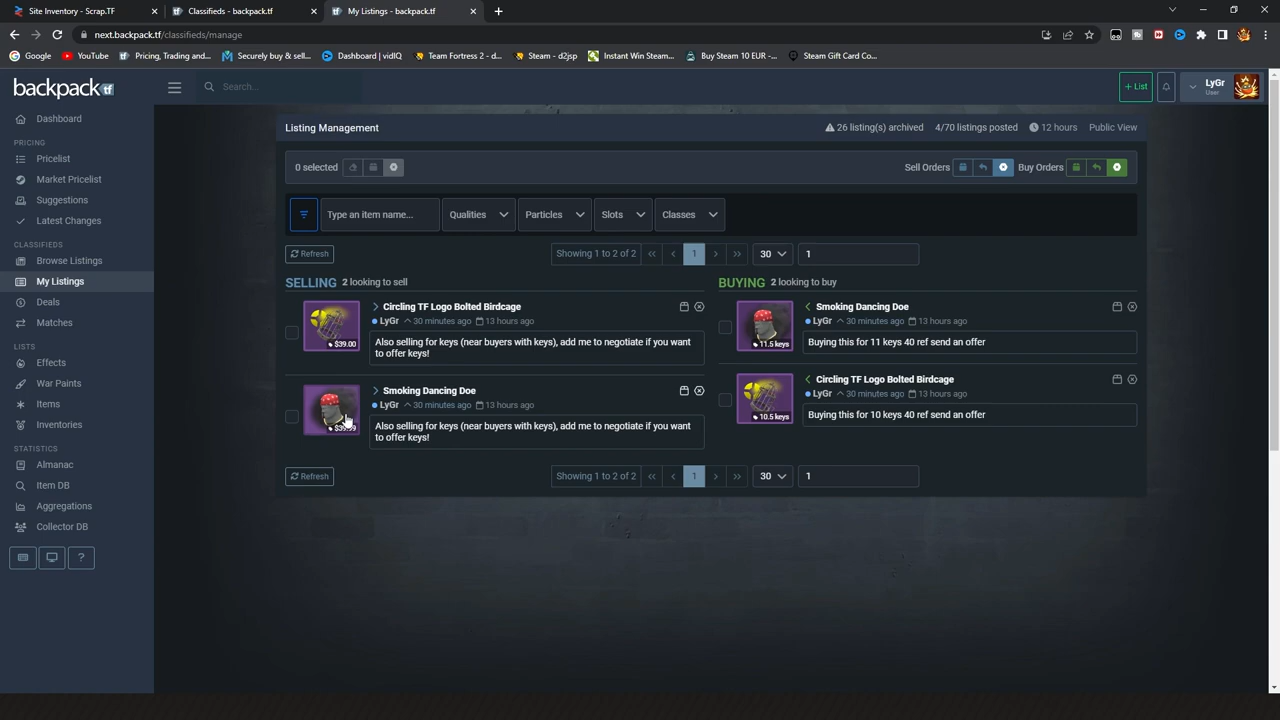 Site Inventory - Scrap.TF
Classifieds - backpack.tf
My Listings - backpack.tf
next.backpack.tf/classifieds/manage
Google
YouTube
Pricing, Trading and...
Securely buy & sell...
Dashboard | vidIQ
Team Fortress 2 - d...
Steam - d2jsp
Instant Win Steam...
Buy Steam 10 EUR -...
Steam Gift Card Co...
backpack tf
Search...
+ List
LyGr
User
Dashboard
PRICING
Pricelist
Market Pricelist
Suggestions
Latest Changes
CLASSIFIEDS
Browse Listings
My Listings
Deals
Matches
LISTS
Effects
War Paints
Items
Inventories
STATISTICS
Almanac
Item DB
Aggregations
Collector DB
?
Listing Management
26 listing(s) archived
4/70 listings posted
12 hours
Public View
0 selected
Sell Orders
Buy Orders
Type an item name...
Qualities
Particles
Slots
Classes
Refresh
Showing 1 to 2 of 2
1
30
1
SELLING 2 looking to sell
Circling TF Logo Bolted Birdcage
LyGr 30 minutes ago 13 hours ago
$39.00
Also selling for keys (near buyers with keys), add me to negotiate if you want
to offer keys!
Smoking Dancing Doe
LyGr 30 minutes ago 13 hours ago
Also selling for keys (near buyers with keys), add me to negotiate if you want
to offer keys!
BUYING 2 looking to buy
Smoking Dancing Doe
LyGr 30 minutes ago 13 hours ago
11.5 keys
Buying this for 11 keys 40 ref send an offer
Circling TF Logo Bolted Birdcage
LyGr 30 minutes ago 13 hours ago
10.5 keys
Buying this for 10 keys 40 ref send an offer
Refresh
Showing 1 to 2 of 2
1
30
1